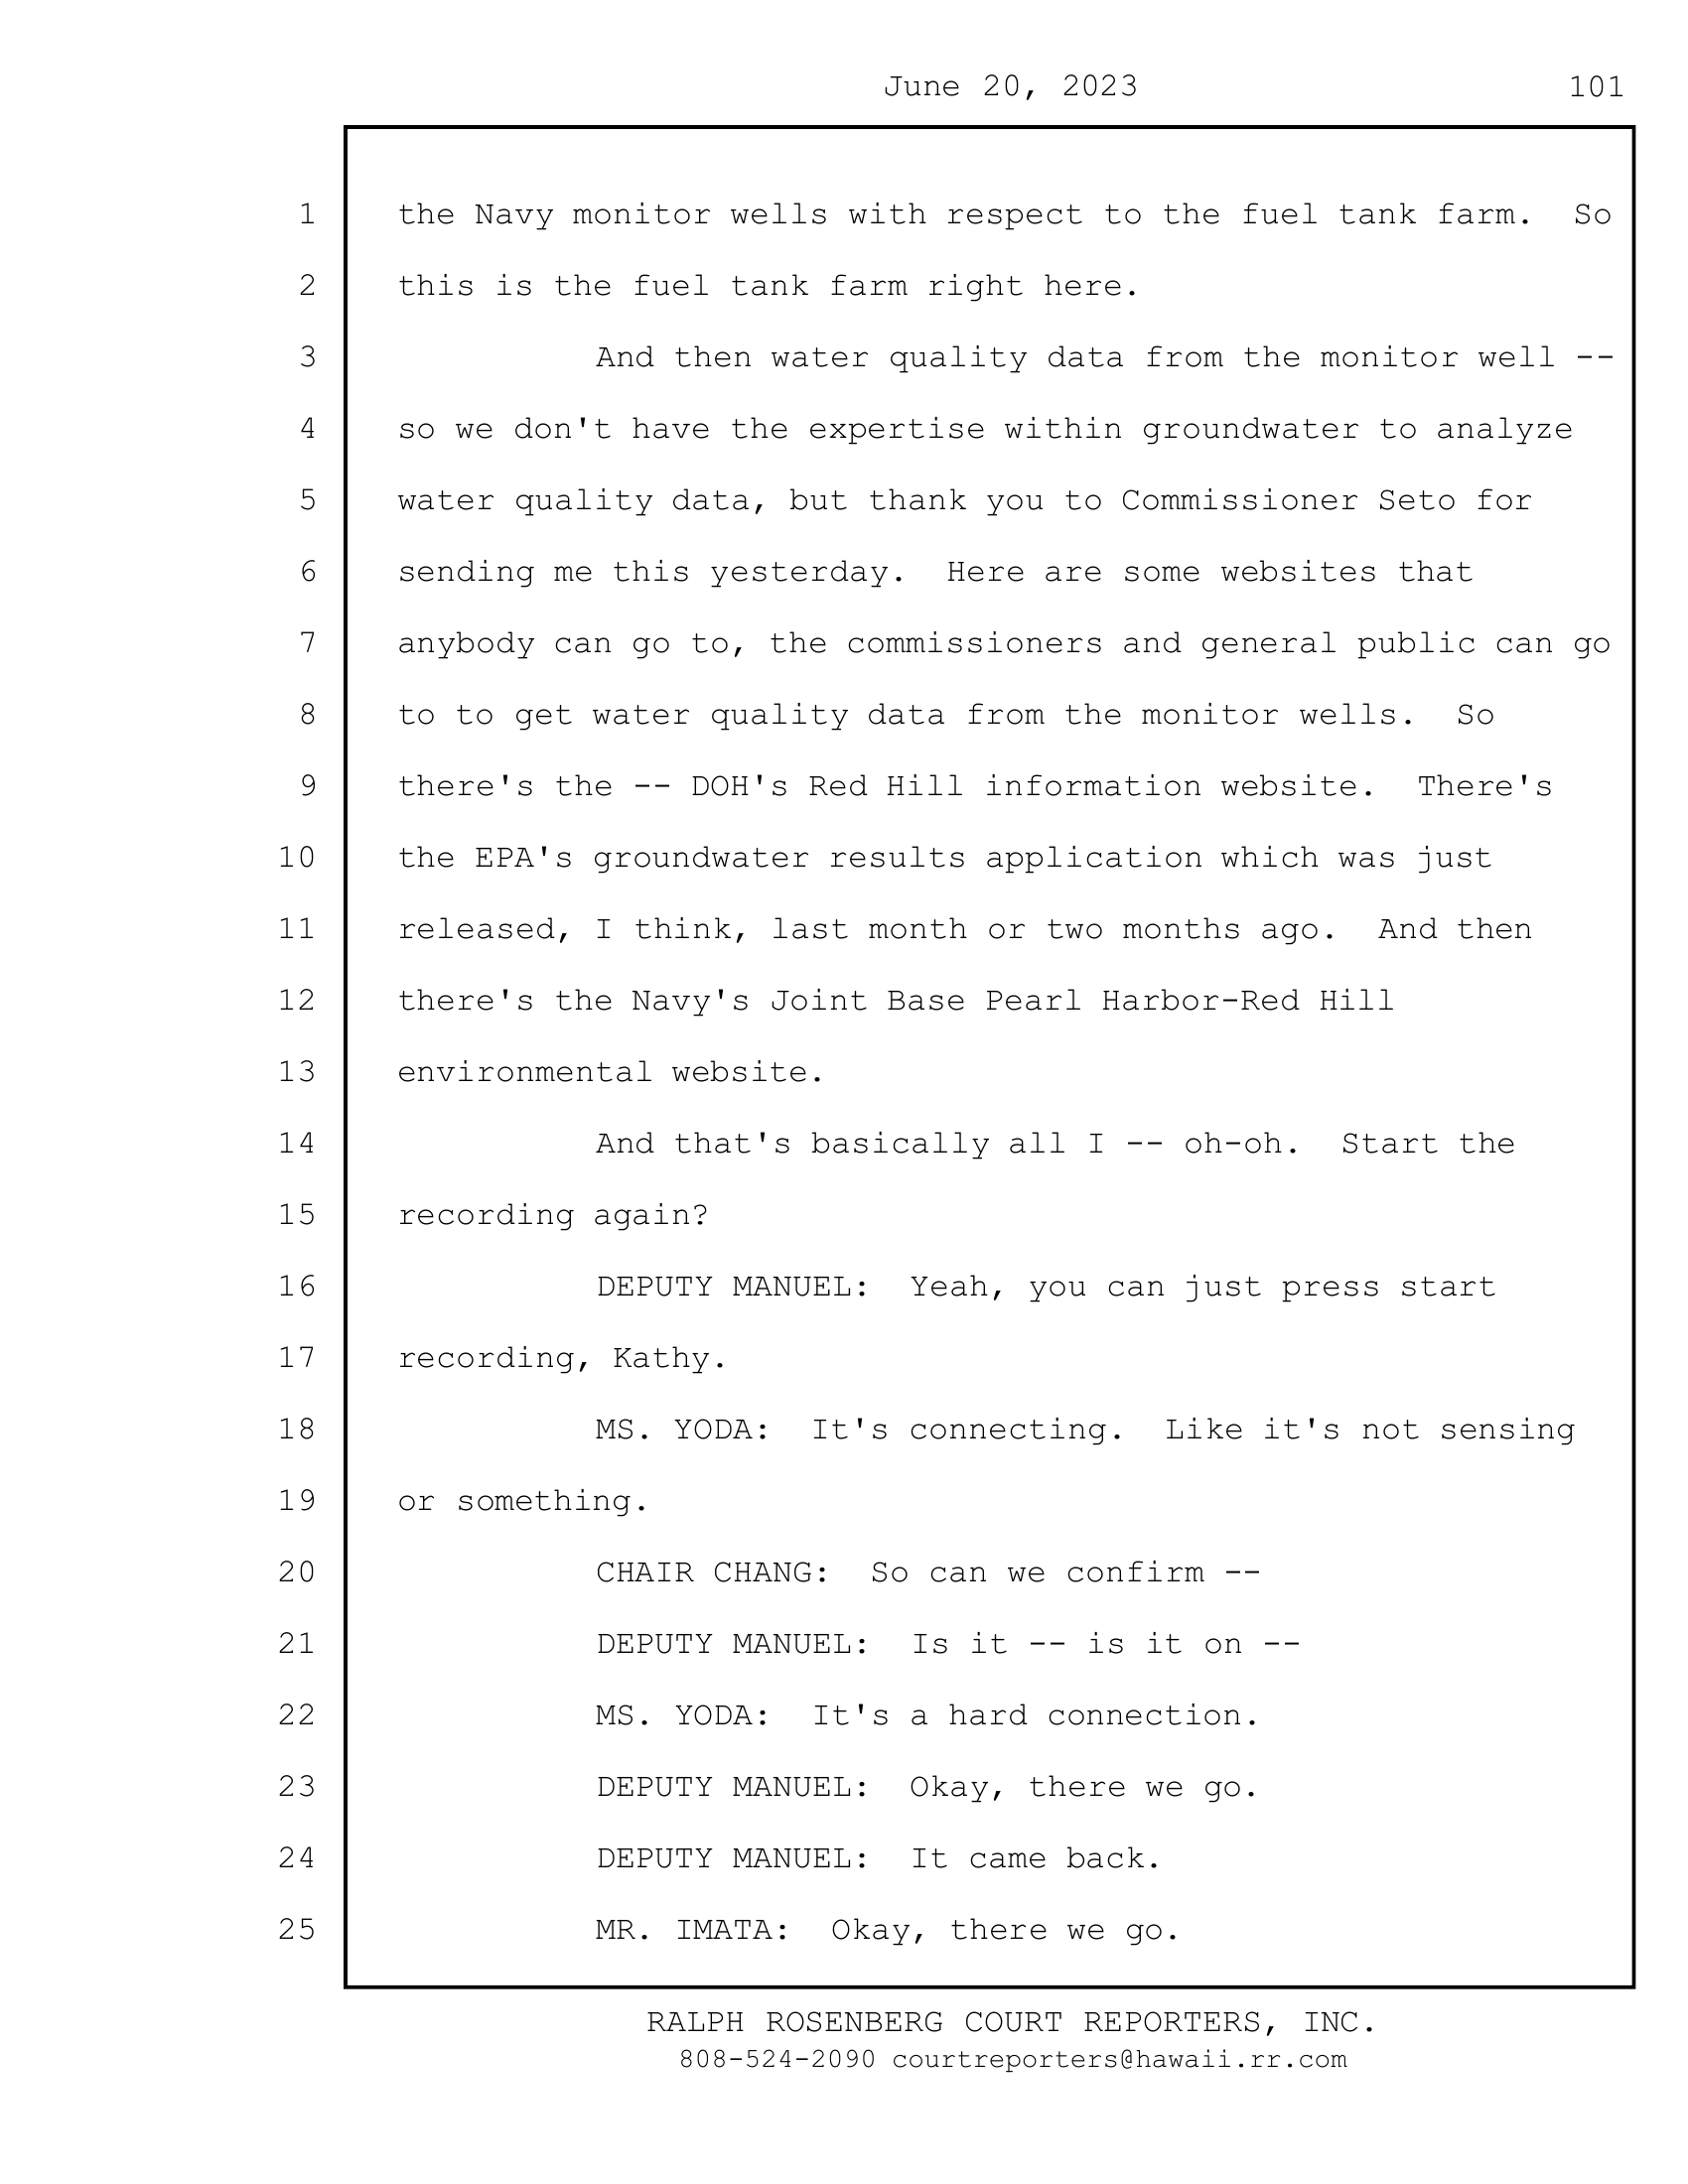 June 20, 2023 101
1 the Navy monitor wells with respect to the fuel tank farm.  So
2 this is the fuel tank farm right here.
3 And then water quality data from the monitor well --
4 so we don't have the expertise within groundwater to analyze
5 water quality data, but thank you to Commissioner Seto for
6 sending me this yesterday.  Here are some websites that
7 anybody can go to, the commissioners and general public can go
8 to to get water quality data from the monitor wells.  So
9 there's the -- DOH's Red Hill information website.  There's
10 the EPA's groundwater results application which was just
11 released, I think, last month or two months ago.  And then
12 there's the Navy's Joint Base Pearl Harbor-Red Hill
13 environmental website.
14 And that's basically all I -- oh-oh.  Start the
15 recording again?
16 DEPUTY MANUEL:  Yeah, you can just press start
17 recording, Kathy.
18 MS. YODA:  It's connecting.  Like it's not sensing
19 or something.
20 CHAIR CHANG:  So can we confirm --
21 DEPUTY MANUEL:  Is it -- is it on --
22 MS. YODA:  It's a hard connection.
23 DEPUTY MANUEL:  Okay, there we go.
24 DEPUTY MANUEL:  It came back.
25 MR. IMATA:  Okay, there we go.
RALPH ROSENBERG COURT REPORTERS, INC.
808-524-2090 courtreporters@hawaii.rr.com